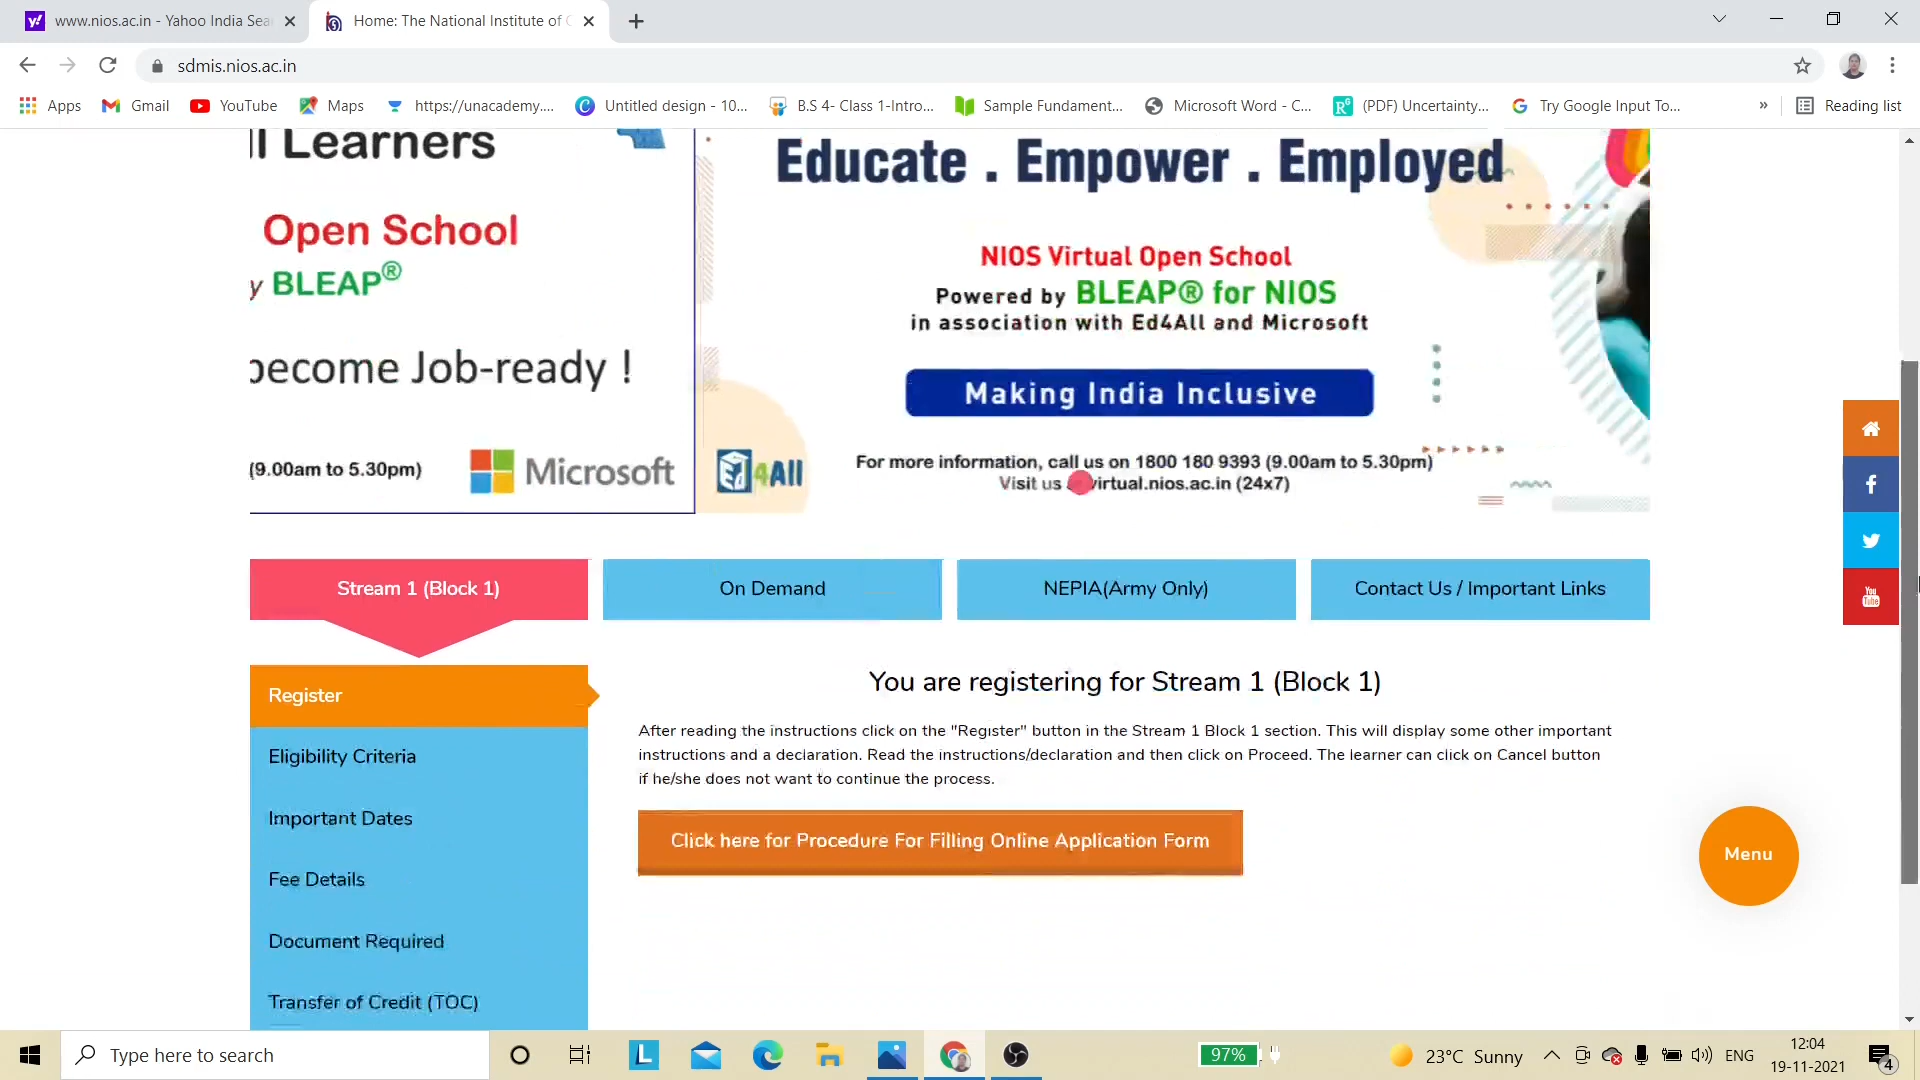 www.nios.ac.in - Yahoo India Sea
Home: The National Institute of O
sdmis.nios.ac.in
Apps
Gmail
YouTube
Maps
https://unacademy....
Untitled design - 10...
B.S 4- Class 1-Intro...
Sample Fundament...
Microsoft Word - C...
(PDF) Uncertainty...
Try Google Input To...
»
Reading list
ll Learners
Open School
y BLEAP®
become Job-ready !
(9.00am to 5.30pm)
Microsoft
Educate . Empower . Employed
NIOS Virtual Open School
Powered by BLEAP® for NIOS
in association with Ed4All and Microsoft
Making India Inclusive
Ed4All
For more information, call us on 1800 180 9393 (9.00am to 5.30pm)
Visit us virtual.nios.ac.in (24x7)
Stream 1 (Block 1)
On Demand
NEPIA(Army Only)
Contact Us / Important Links
Register
Eligibility Criteria
Important Dates
Fee Details
Document Required
Transfer of Credit (TOC)
You are registering for Stream 1 (Block 1)
After reading the instructions click on the "Register" button in the Stream 1 Block 1 section. This will display some other important
instructions and a declaration. Read the instructions/declaration and then click on Proceed. The learner can click on Cancel button
if he/she does not want to continue the process.
Click here for Procedure For Filling Online Application Form
You Tube
Menu
Type here to search
L
97%
23°C Sunny
ENG
12:04
19-11-2021
4